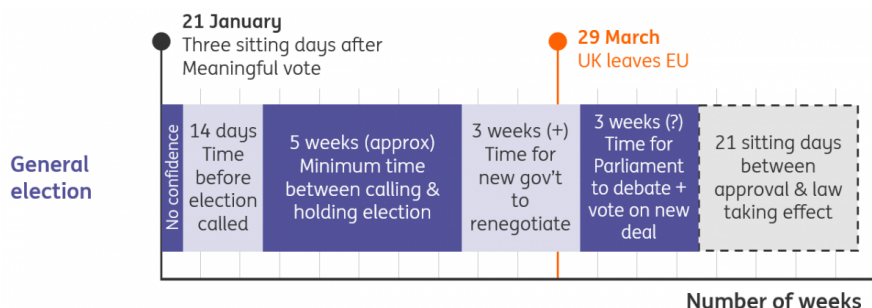 21 January
Three sitting days after
Meaningful vote
29 March
UK leaves EU
General
election
No confidence
14 days
Time
before
election
called
5 weeks (approx)
Minimum time
between calling &
holding election
3 weeks (+)
Time for
new gov't
to
renegotiate
3 weeks (?)
Time for
Parliament
to debate +
vote on new
deal
21 sitting days
between
approval & law
taking effect
Number of weeks